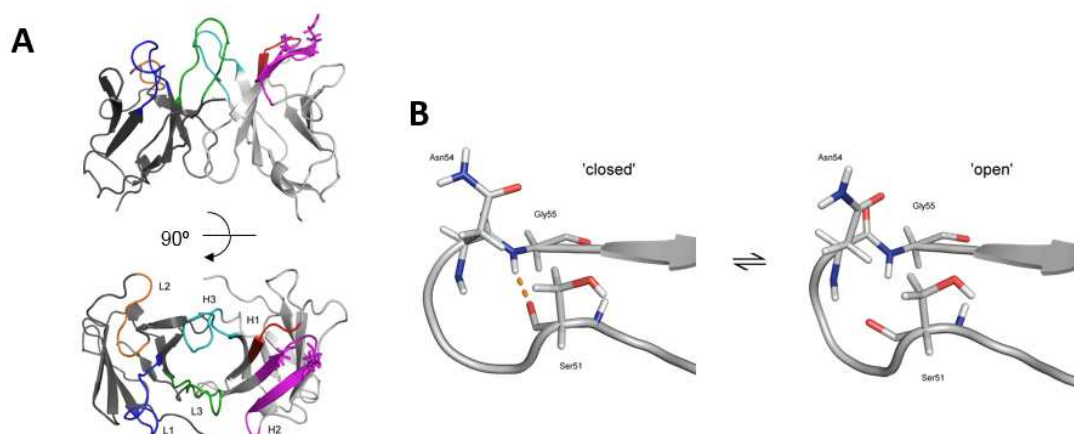 A
90º
L2
H3
H1
L3
L1
H2
B
Asn54
'closed'
Gly55
Ser51
Asn54
'open'
Gly55
Ser51